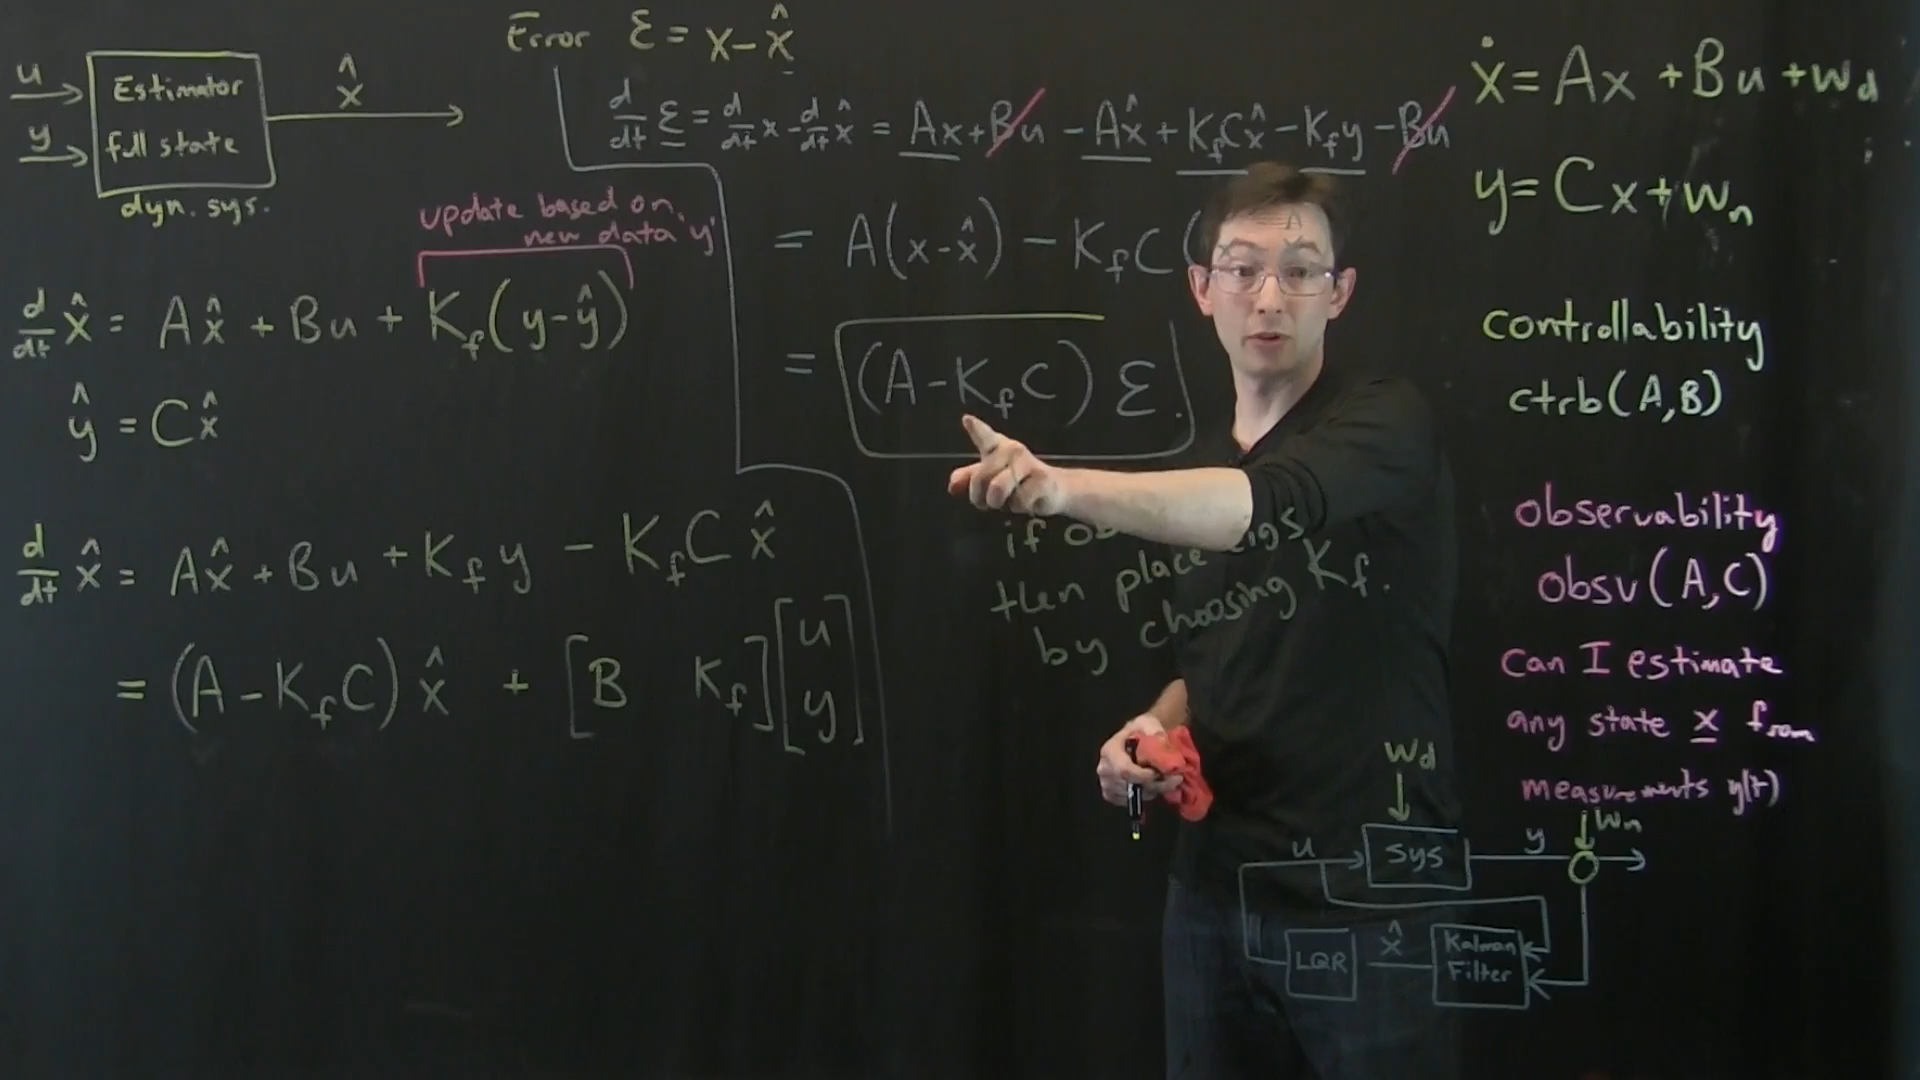 u
y
Estimator
full state
dyn. sys.
x̂
Error ε = x - x̂
d/dt ε = d/dt x - d/dt x̂ = Ax + Bu - Ax̂ + K_f C x̂ - K_f y - Bu
= A(x - x̂) - K_f C (
= (A - K_f C) ε.
if
then place eigs
by choosing K_f.
update based on
new data 'y'
d/dt x̂ = A x̂ + Bu + K_f (y - ŷ)
ŷ = C x̂
d/dt x̂ = A x̂ + Bu + K_f y - K_f C x̂
= (A - K_f C) x̂ + [B K_f] [u
y]
ẋ = Ax + Bu + w_d
y = Cx + w_n
controllability
ctrb(A,B)
observability
obsv(A,C)
can I estimate
any state x from
measurements y(t)
w_d
w_n
u
sys
y
LQR
x̂
Kalman
Filter